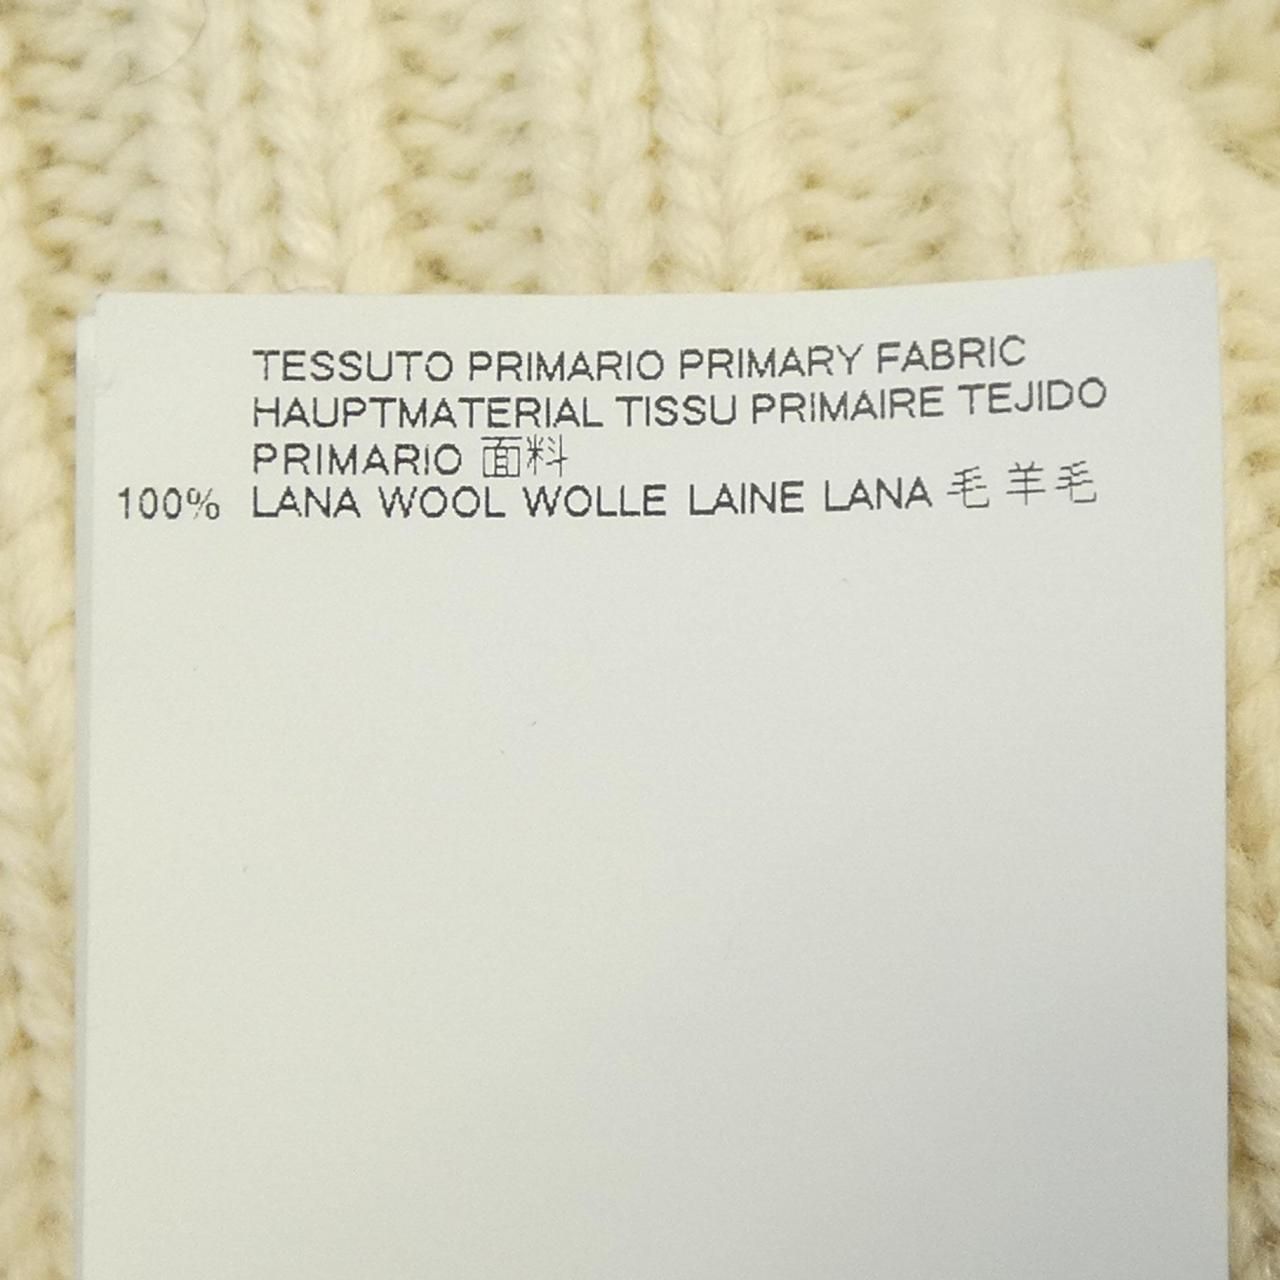 TESSUTO PRIMARIO PRIMARY FABRIC
HAUPTMATERIAL TISSU PRIMAIRE TEJIDO
PRIMARIO 面料
100% LANA WOOL WOLLE LAINE LANA 毛 羊毛